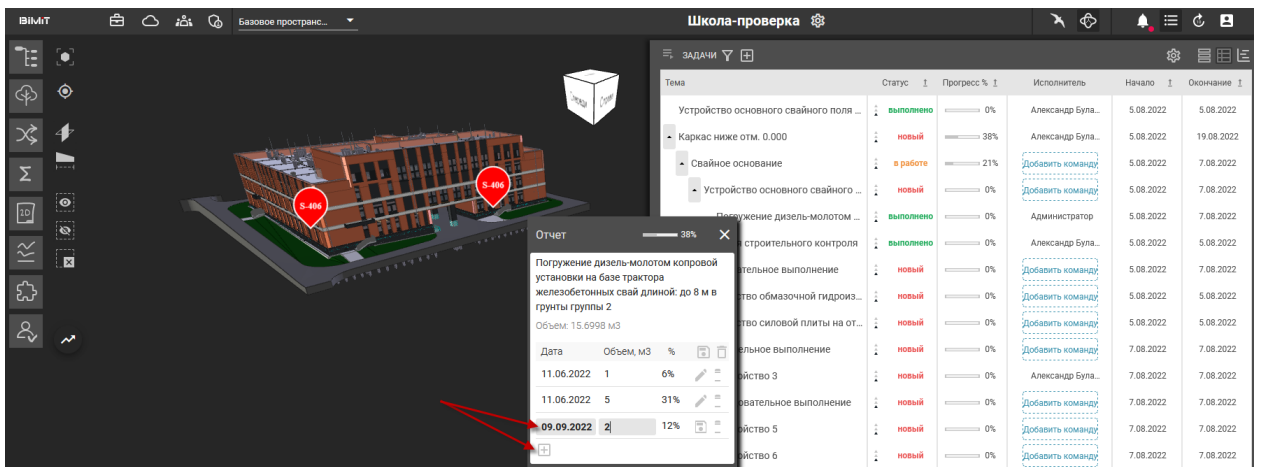 BIMIT
Базовое пространс...
Школа-проверка
ЗАДАЧИ
Тема Статус Прогресс % Исполнитель Начало Окончание
Устройство основного свайного поля ... выполнено 0% Александр Була... 5.08.2022 5.08.2022
Каркас ниже отм. 0.000 новый 38% Александр Була... 5.08.2022 19.08.2022
Свайное основание в работе 21% Добавить команду 5.08.2022 7.08.2022
Устройство основного свайного ... новый 0% Добавить команду 5.08.2022 7.08.2022
Погружение дизель-молотом ... выполнено 0% Администратор 5.08.2022 7.08.2022
строительного контроля выполнено 0% Александр Була... 5.08.2022 7.08.2022
ательное выполнение новый 0% Добавить команду 5.08.2022 7.08.2022
тво обмазочной гидроиз... новый 0% Добавить команду 5.08.2022 7.08.2022
тво силовой плиты на от... новый 0% Добавить команду 5.08.2022 5.08.2022
ельное выполнение новый 0% Добавить команду 7.08.2022 7.08.2022
ойство 3 новый 0% Александр Була... 7.08.2022 7.08.2022
овательное выполнение новый 0% Добавить команду 7.08.2022 7.08.2022
ойство 5 новый 0% Добавить команду 7.08.2022 7.08.2022
ойство 6 новый 0% Добавить команду 7.08.2022 7.08.2022
S-406
S-406
1D
Отчет 38%
Погружение дизель-молотом копровой
установки на базе трактора
железобетонных свай длиной: до 8 м в
грунты группы 2
Объем: 15.6998 м3
Дата Объем, м3 %
11.06.2022 1 6%
11.06.2022 5 31%
09.09.2022 2 12%